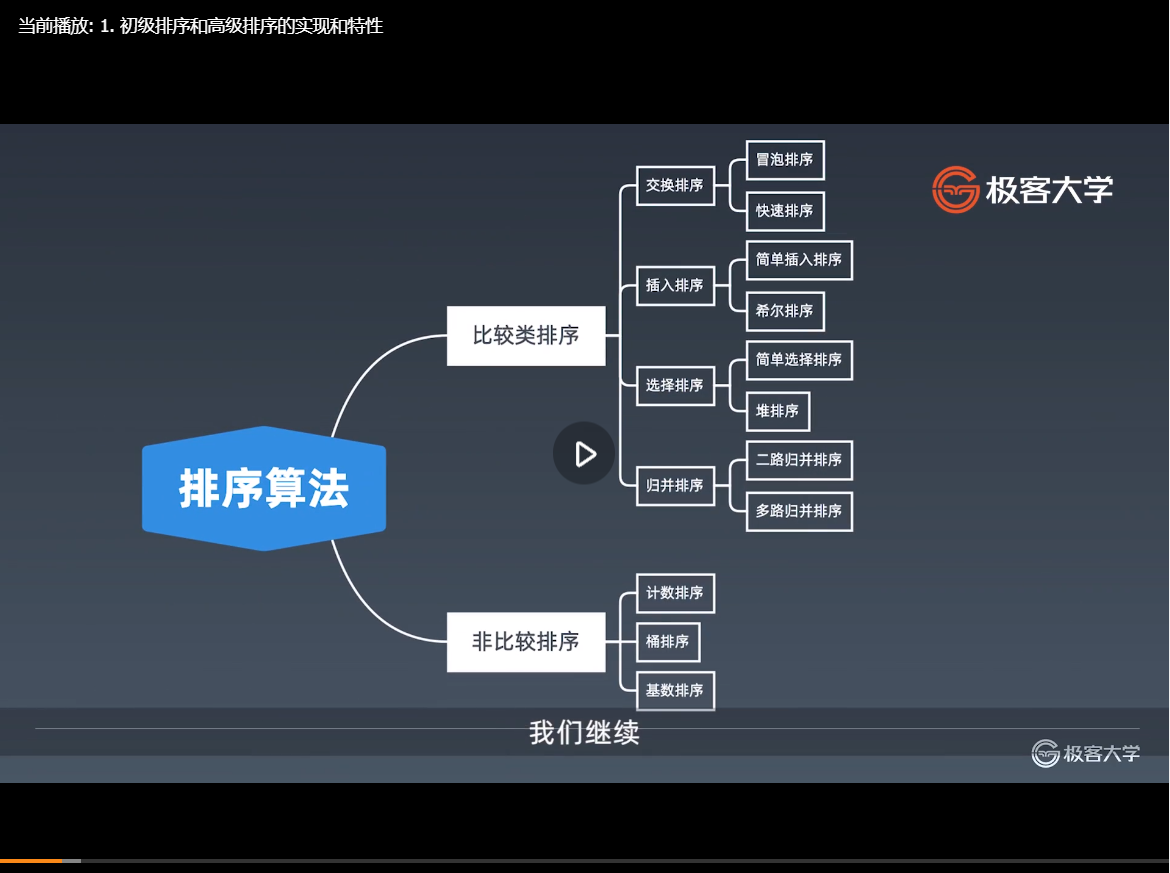 当前播放: 1. 初级排序和高级排序的实现和特性
极客大学
排序算法
比较类排序
交换排序
冒泡排序
快速排序
插入排序
简单插入排序
希尔排序
选择排序
简单选择排序
堆排序
归并排序
二路归并排序
多路归并排序
非比较排序
计数排序
桶排序
基数排序
我们继续
极客大学